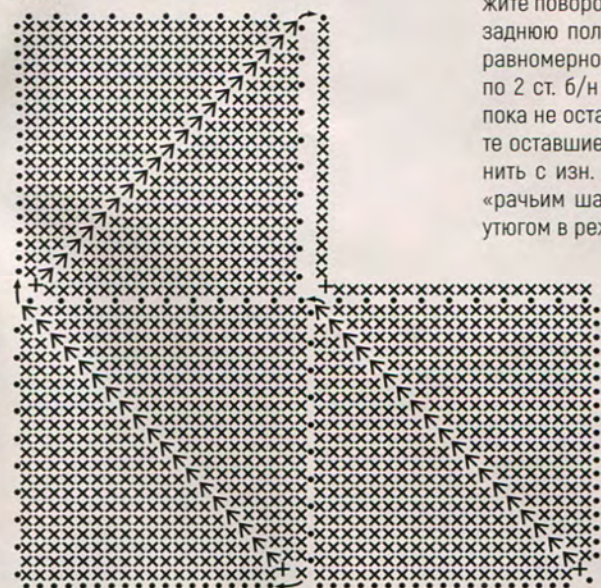 жите поворо
заднюю пол
равномерно
по 2 ст. б/н
пока не оста
те оставшие
нить с изн.
«рачьим ша
утюгом в реж